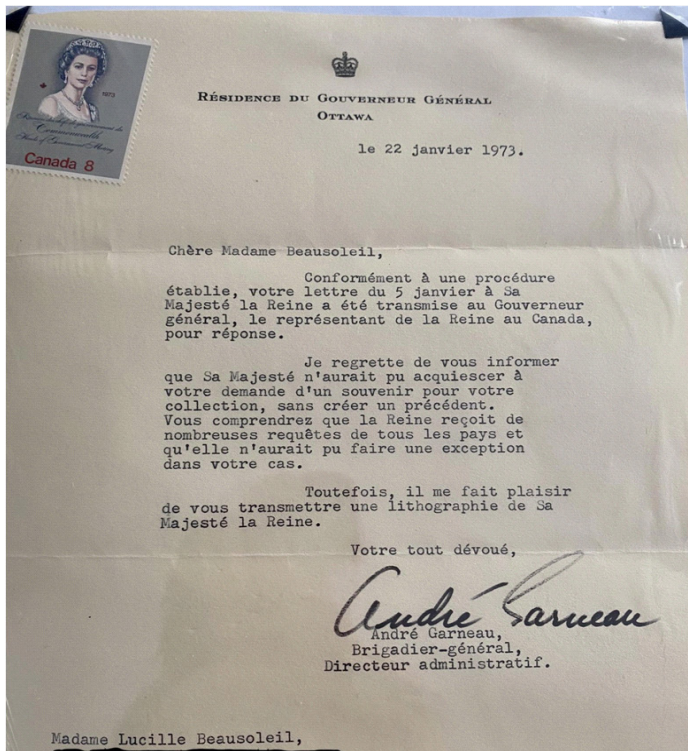 1973
Commonwealth
Canada 8
RÉSIDENCE DU GOUVERNEUR GÉNÉRAL
OTTAWA
le 22 janvier 1973.
Chère Madame Beausoleil,
Conformément à une procédure
établie, votre lettre du 5 janvier à Sa
Majesté la Reine a été transmise au Gouverneur
général, le représentant de la Reine au Canada,
pour réponse.
Je regrette de vous informer
que Sa Majesté n'aurait pu acquiescer à
votre demande d'un souvenir pour votre
collection, sans créer un précédent.
Vous comprendrez que la Reine reçoit de
nombreuses requêtes de tous les pays et
qu'elle n'aurait pu faire une exception
dans votre cas.
Toutefois, il me fait plaisir
de vous transmettre une lithographie de Sa
Majesté la Reine.
Votre tout dévoué,
André Garneau
André Garneau,
Brigadier-général,
Directeur administratif.
Madame Lucille Beausoleil,